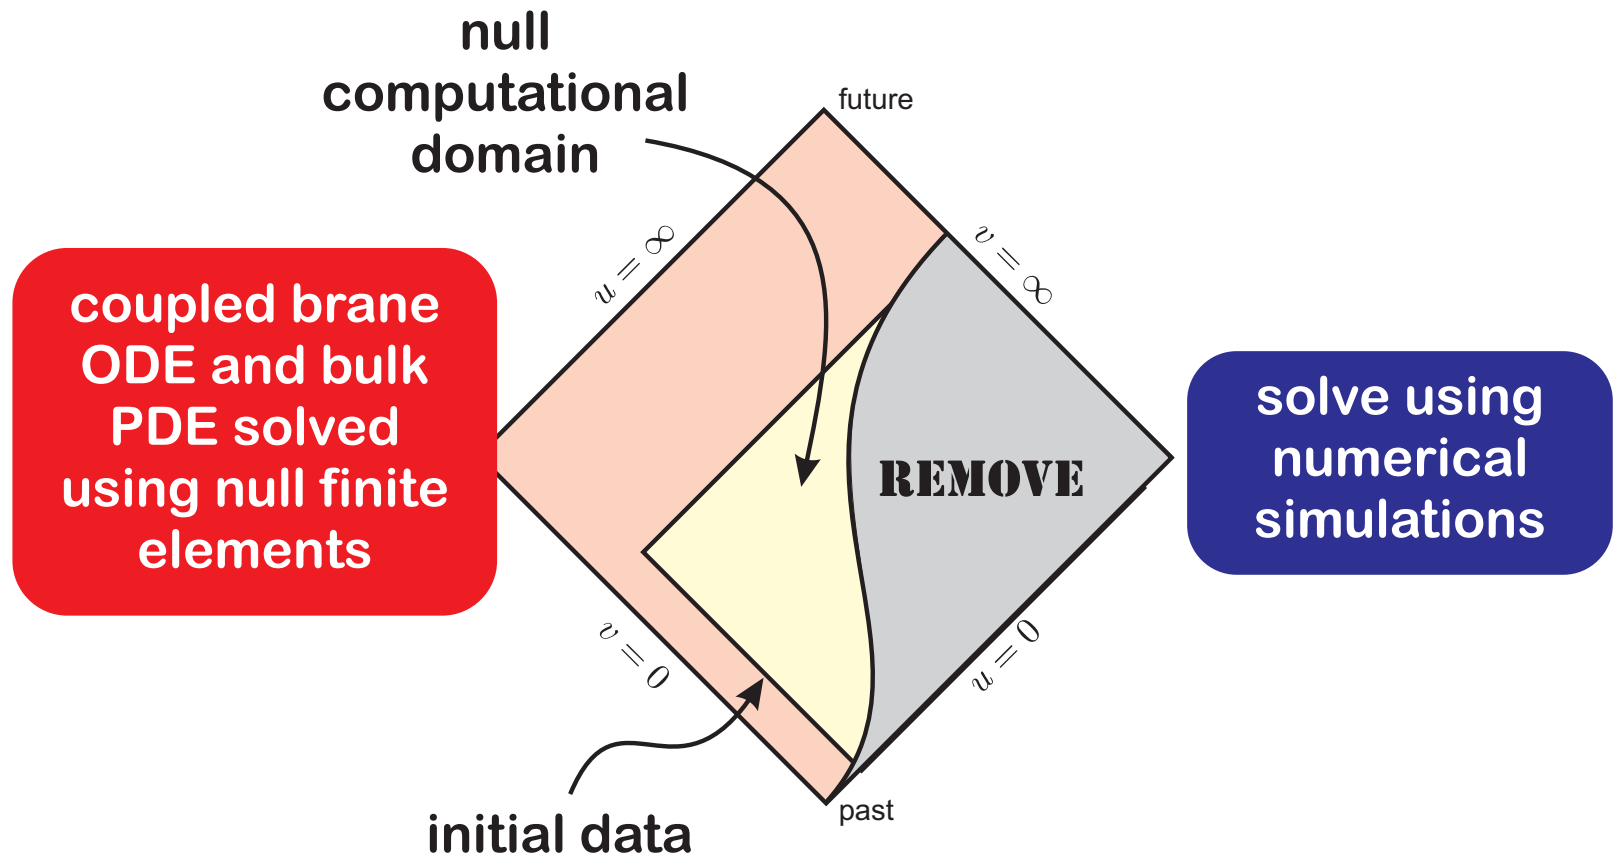 null
computational
domain
future
u = ∞
v = ∞
coupled brane
ODE and bulk
PDE solved
using null finite
elements
REMOVE
solve using
numerical
simulations
v = 0
u = 0
initial data
past